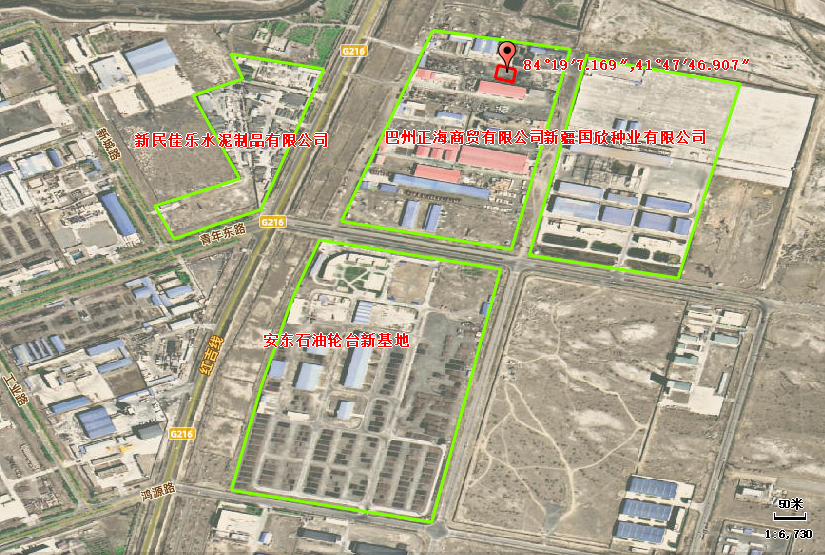 G216
84°19′7.169″,41°47′46.907″
新城路
新民佳乐水泥制品有限公司
巴州正海商贸有限公司
新疆国欣种业有限公司
G216
青年东路
安东石油轮台新基地
红吉线
工业路
G216
鸿源路
50米
1:6,730